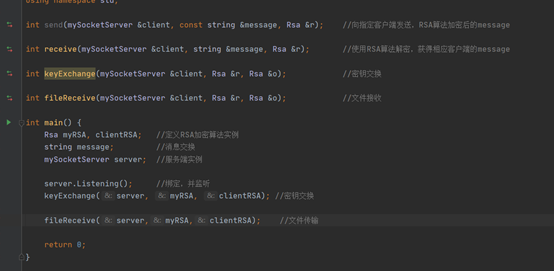 using namespace std;
int send(mySocketServer &client, const string &message, Rsa &r);    //向指定客户端发送，RSA算法加密后的message
int receive(mySocketServer &client, string &message, Rsa &r);    //使用RSA算法解密，获得相应客户端的message
int keyExchange(mySocketServer &client, Rsa &r, Rsa &o);    //密钥交换
int fileReceive(mySocketServer &client, Rsa &r, Rsa &o);    //文件接收
int main() {
    Rsa myRSA, clientRSA;    //定义RSA加密算法实例
    string message;    //消息交换
    mySocketServer server;    //服务端实例
    server.Listening();    //绑定，并监听
    keyExchange( &: server, &: myRSA, &: clientRSA); //密钥交换
    fileReceive( &: server, &: myRSA, &: clientRSA);    //文件传输
    return 0;
}